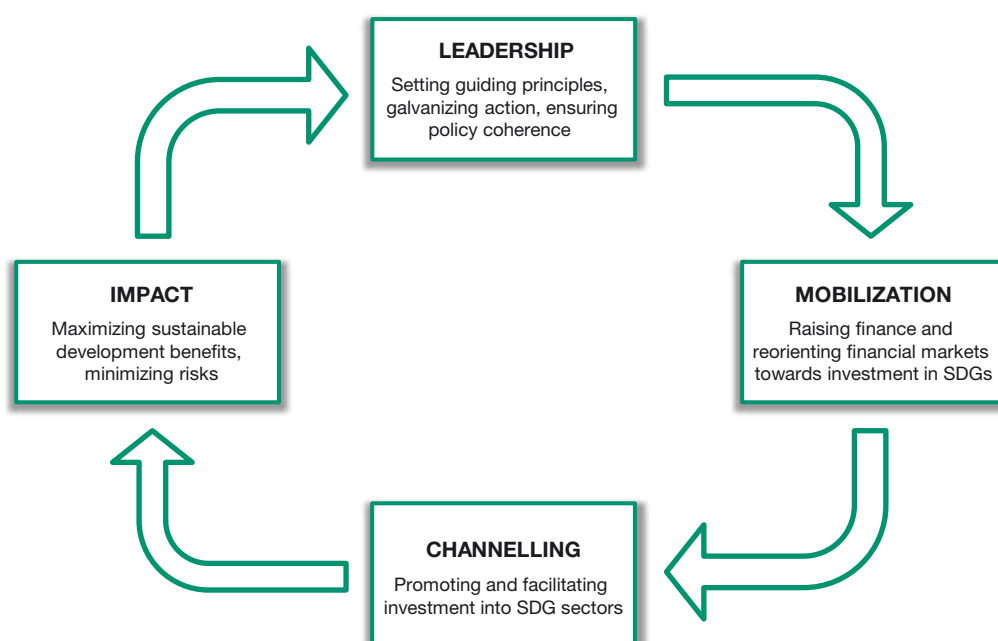 LEADERSHIP
Setting guiding principles,
galvanizing action, ensuring
policy coherence
IMPACT
Maximizing sustainable
development benefits,
minimizing risks
MOBILIZATION
Raising finance and
reorienting financial markets
towards investment in SDGs
CHANNELLING
Promoting and facilitating
investment into SDG sectors